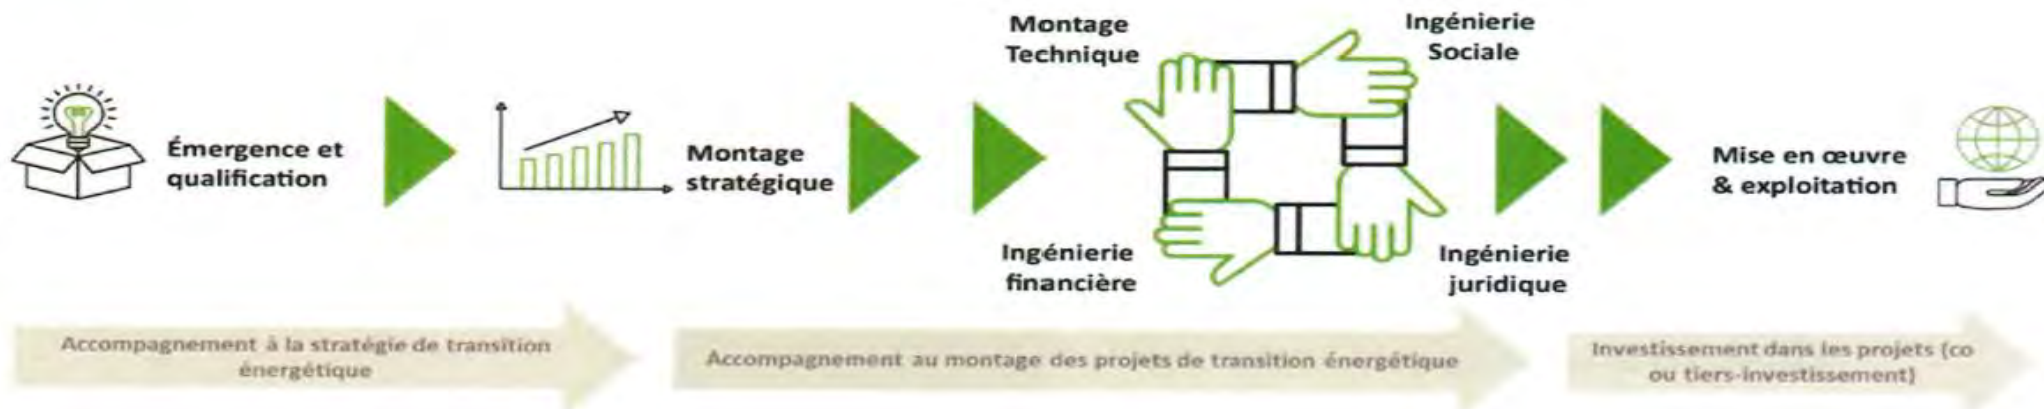 Émergence et
qualification
Montage
stratégique
Montage
Technique
Ingénierie
Sociale
Ingénierie
financière
Ingénierie
juridique
Mise en œuvre
& exploitation
Accompagnement à la stratégie de transition
énergétique
Accompagnement au montage des projets de transition énergétique
Investissement dans les projets (co
ou tiers-investissement)